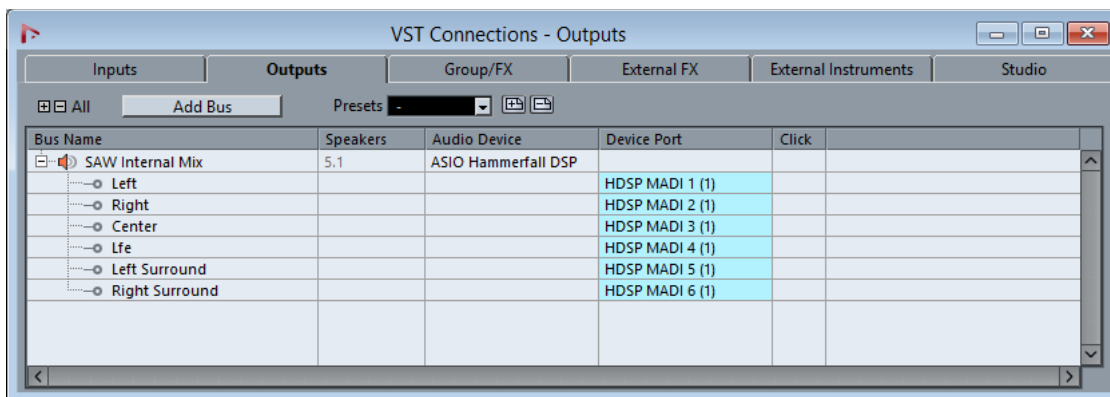 VST Connections - Outputs
Inputs Outputs Group/FX External FX External Instruments Studio
All Add Bus Presets -
Bus Name Speakers Audio Device Device Port Click
SAW Internal Mix 5.1 ASIO Hammerfall DSP
Left HDSP MADI 1 (1)
Right HDSP MADI 2 (1)
Center HDSP MADI 3 (1)
Lfe HDSP MADI 4 (1)
Left Surround HDSP MADI 5 (1)
Right Surround HDSP MADI 6 (1)